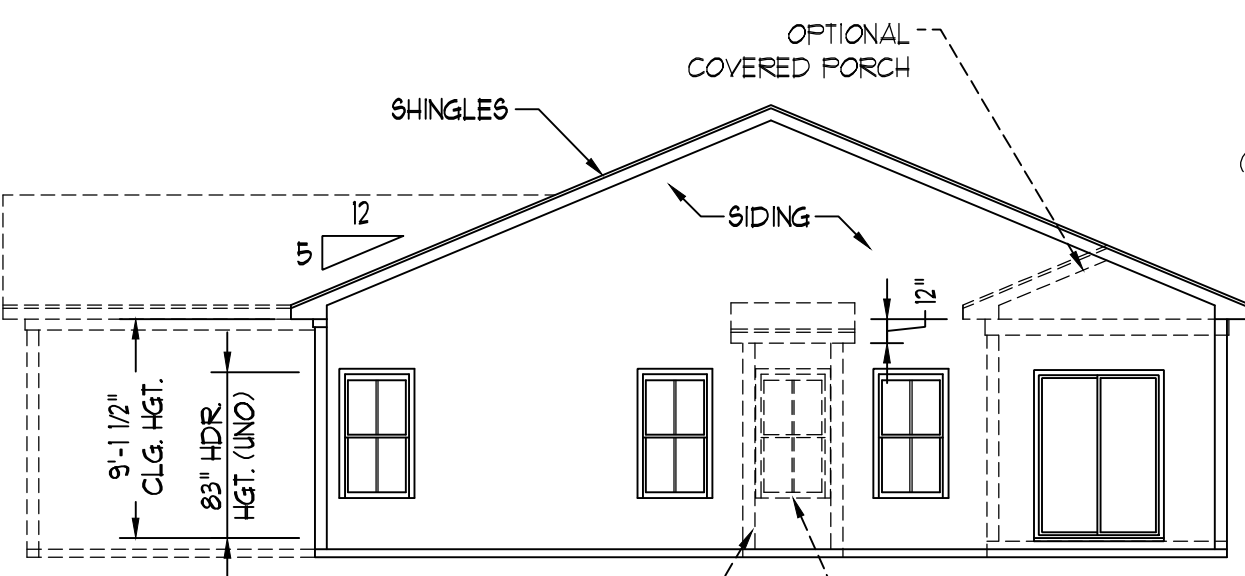 OPTIONAL
COVERED PORCH
SHINGLES
12
5
SIDING
12"
9'-1 1/2"
CLG. HGT.
83" HDR.
HGT. (UNO)
(